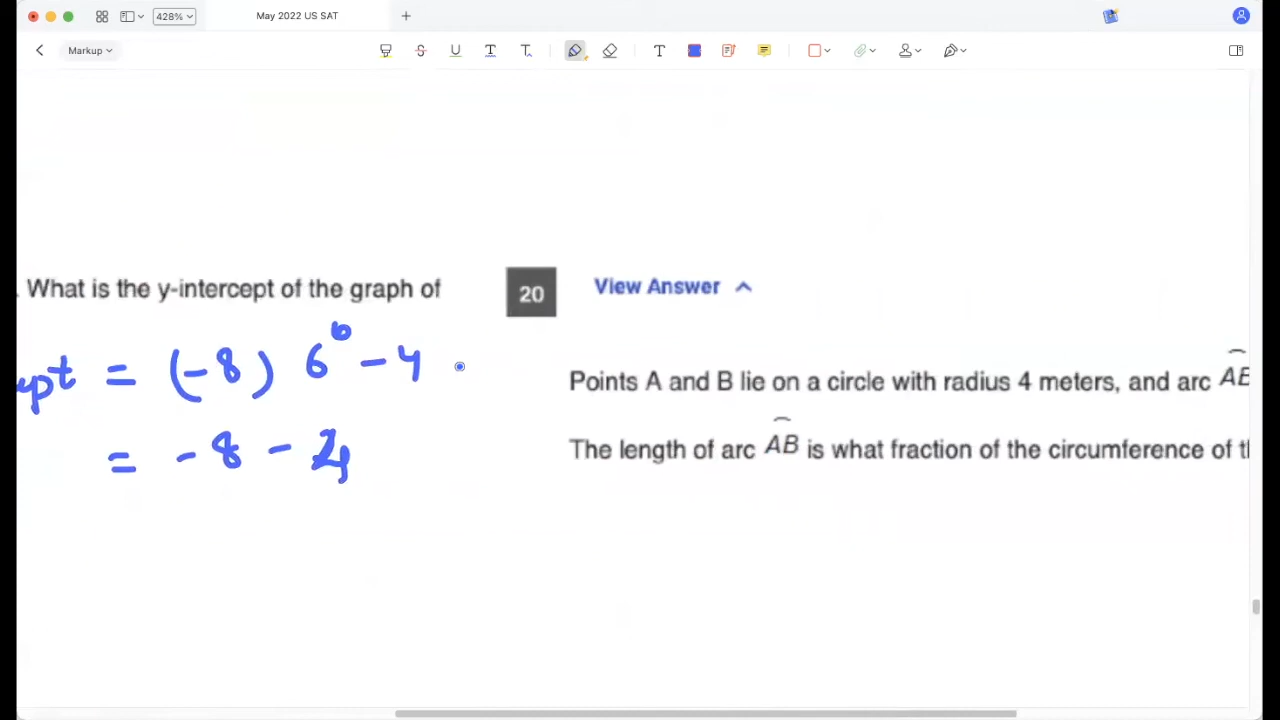 May 2022 US SAT
428%
Markup
. What is the y-intercept of the graph of
ypt = (-8) 6⁰ - 4
= -8 - 4
20
View Answer
Points A and B lie on a circle with radius 4 meters, and arc AB
The length of arc AB is what fraction of the circumference of t